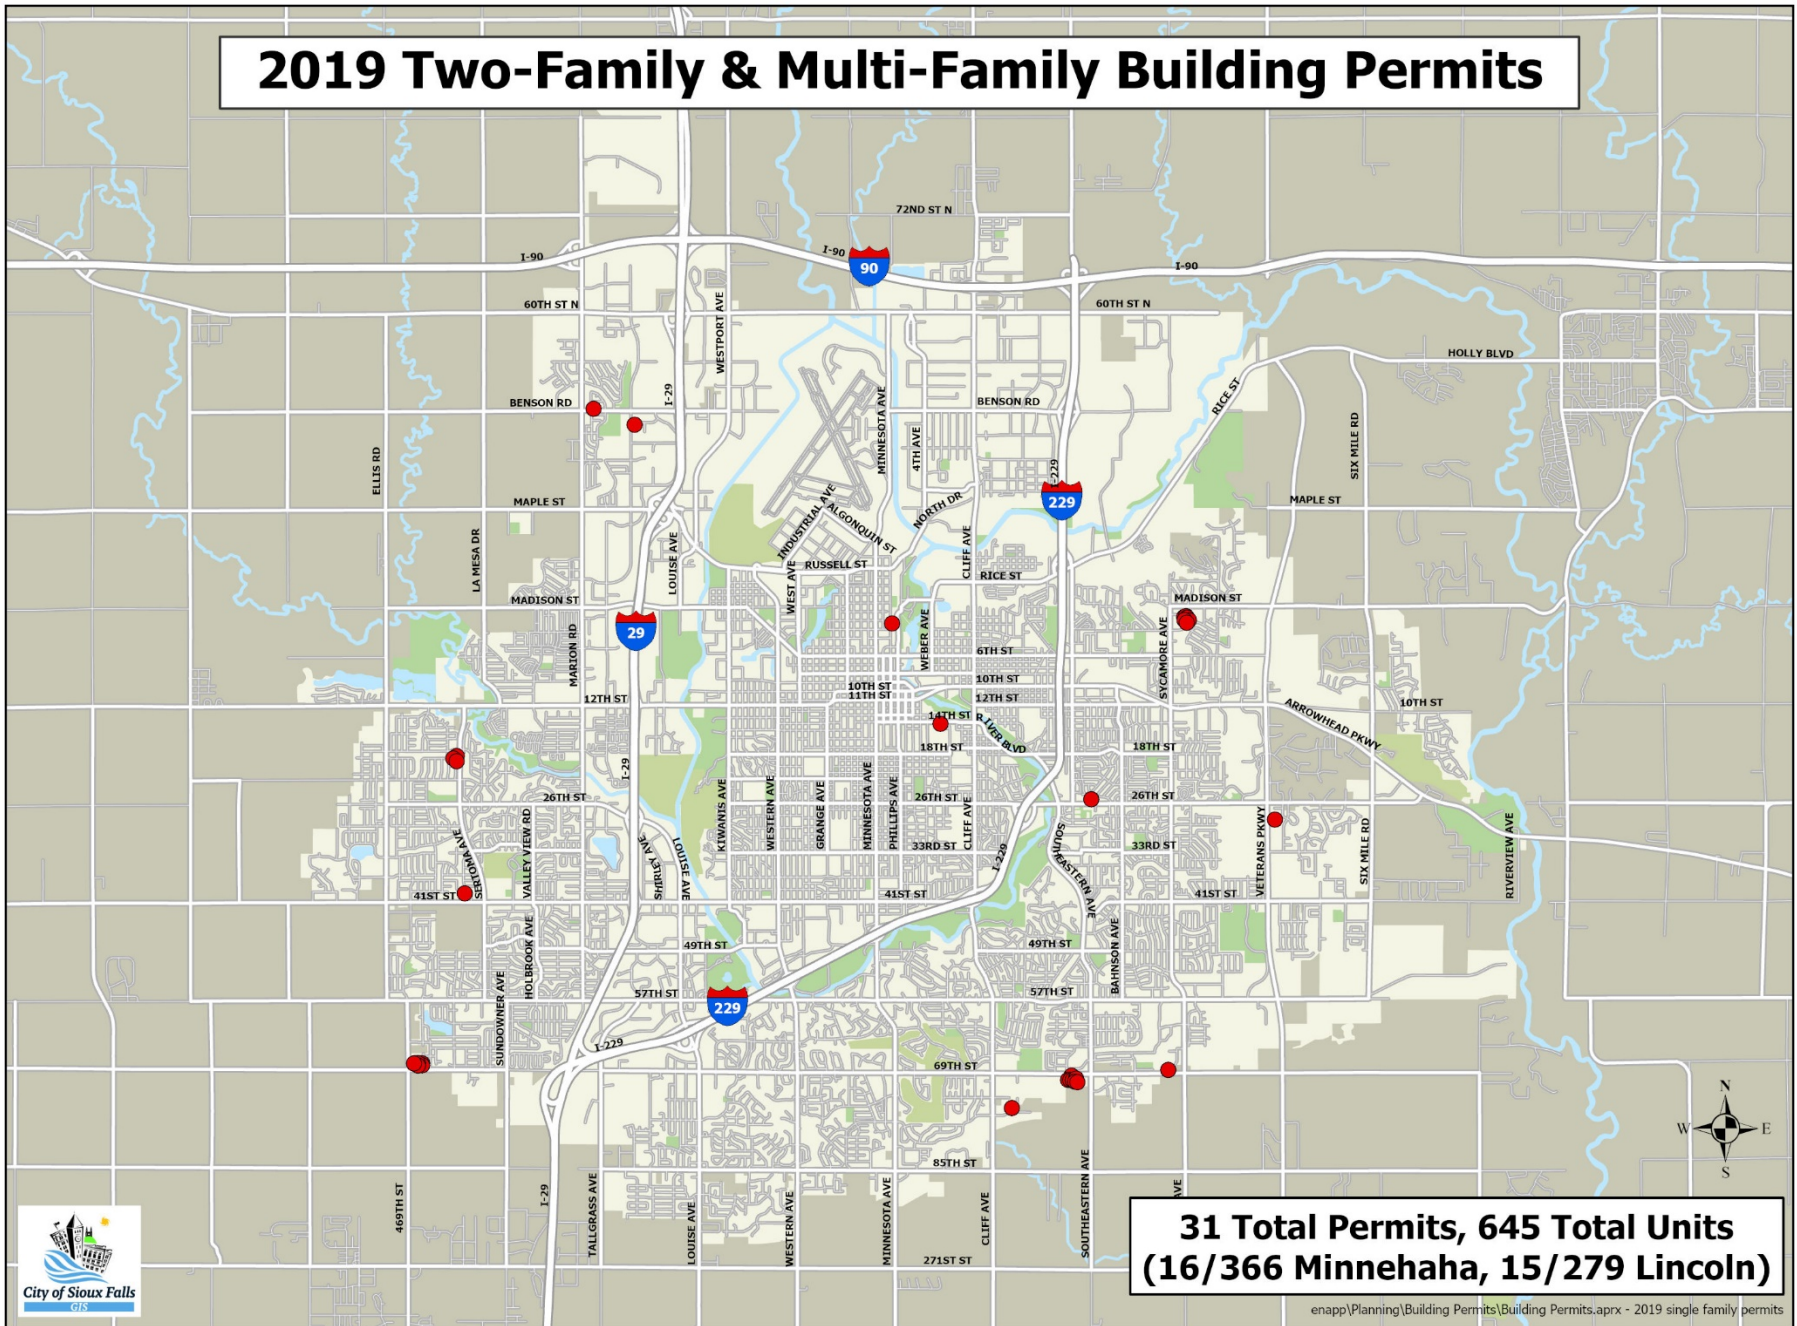 2019 Two-Family & Multi-Family Building Permits
72ND ST N
I-90
I-90
90
I-90
60TH ST N
60TH ST N
WESTPORT AVE
HOLLY BLVD
I-29
BENSON RD
BENSON RD
RICE ST
MINNESOTA AVE
4TH AVE
ELLIS RD
SIX MILE RD
I-229
229
MAPLE ST
MAPLE ST
INDUSTRIAL AVE
ALGONQUIN ST
NORTH DR
LA MESA DR
LOUISE AVE
CLIFF AVE
RUSSELL ST
WEST AVE
RICE ST
MADISON ST
MADISON ST
29
MARION RD
WEBER AVE
6TH ST
SYCAMORE AVE
10TH ST
10TH ST
11TH ST
12TH ST
12TH ST
10TH ST
ARROWHEAD PKWY
14TH ST
RIVER BLVD
18TH ST
18TH ST
I-29
26TH ST
26TH ST
26TH ST
KIWANIS AVE
WESTERN AVE
GRANGE AVE
MINNESOTA AVE
PHILLIPS AVE
CLIFF AVE
VETERANS PKWY
SIX MILE RD
RIVERVIEW AVE
SERTOMA AVE
VALLEY VIEW RD
SHIRLEY AVE
LOUISE AVE
33RD ST
33RD ST
I-229
SOUTHEASTERN AVE
41ST ST
41ST ST
41ST ST
HOLBROOK AVE
49TH ST
49TH ST
BAHNSON AVE
SUNDOWNER AVE
57TH ST
57TH ST
229
I-229
69TH ST
N
W
E
S
85TH ST
469TH ST
I-29
TALLGRASS AVE
LOUISE AVE
WESTERN AVE
MINNESOTA AVE
CLIFF AVE
SOUTHEASTERN AVE
AVE
271ST ST
31 Total Permits, 645 Total Units
(16/366 Minnehaha, 15/279 Lincoln)
City of Sioux Falls
GIS
enapp\Planning\Building Permits\Building Permits.aprx - 2019 single family permits